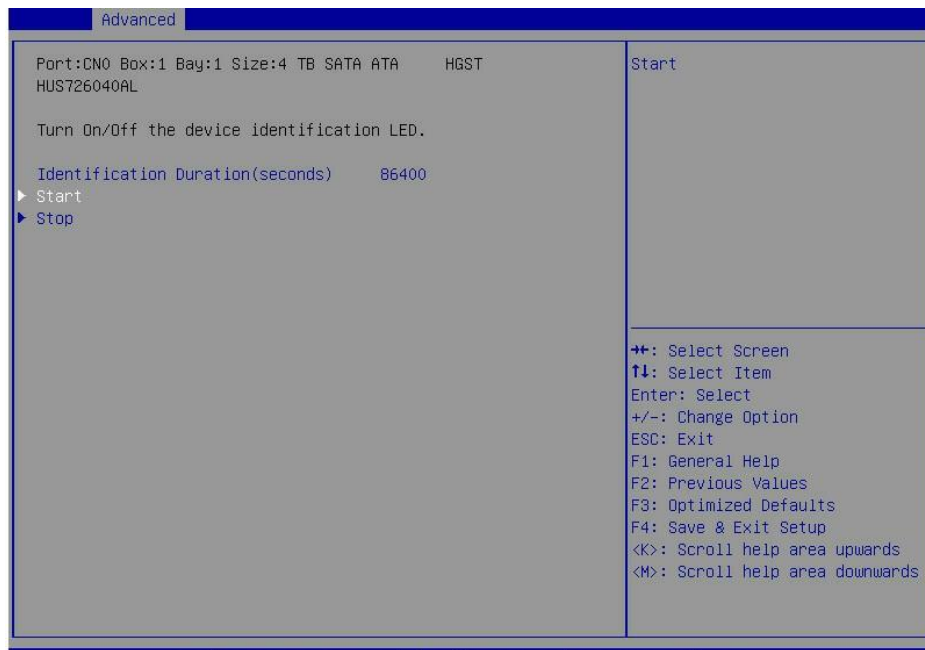 Advanced
Port:CN0 Box:1 Bay:1 Size:4 TB SATA ATA HGST
HUS726040AL
Turn On/Off the device identification LED.
Identification Duration(seconds) 86400
Start
Stop
Start
→←: Select Screen
↑↓: Select Item
Enter: Select
+/-: Change Option
ESC: Exit
F1: General Help
F2: Previous Values
F3: Optimized Defaults
F4: Save & Exit Setup
<K>: Scroll help area upwards
<M>: Scroll help area downwards